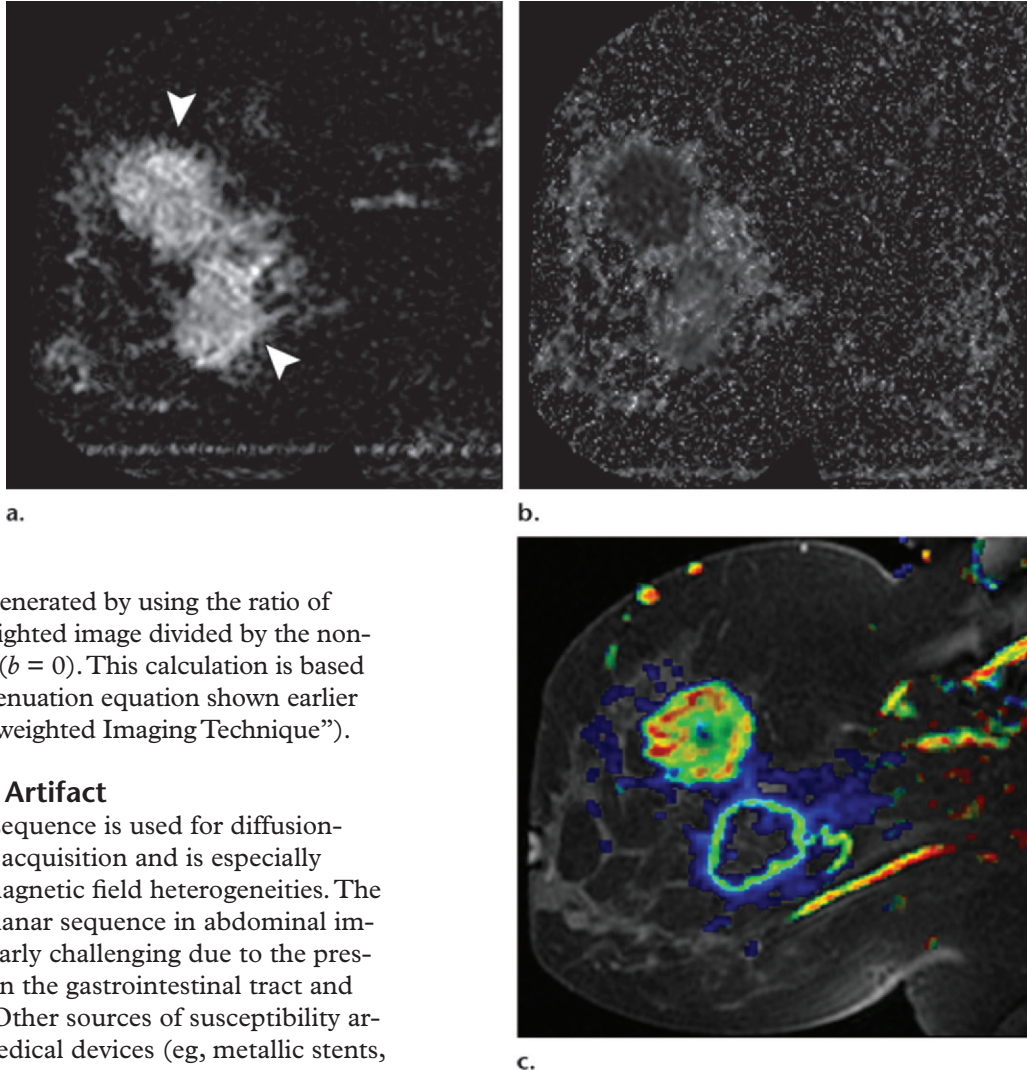 a.
b.
enerated by using the ratio of
ighted image divided by the non-
(b = 0). This calculation is based
enuation equation shown earlier
weighted Imaging Technique”).
Artifact
equence is used for diffusion-
acquisition and is especially
agnetic field heterogeneities. The
lanar sequence in abdominal im-
arly challenging due to the pres-
n the gastrointestinal tract and
Other sources of susceptibility ar-
edical devices (eg, metallic stents,
c.